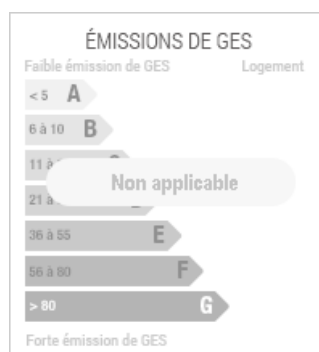 ÉMISSIONS DE GES
Faible émission de GES Logement
< 5 A
6 à 10 B
11 à
Non applicable
21 à
36 à 55 E
56 à 80 F
> 80 G
Forte émission de GES